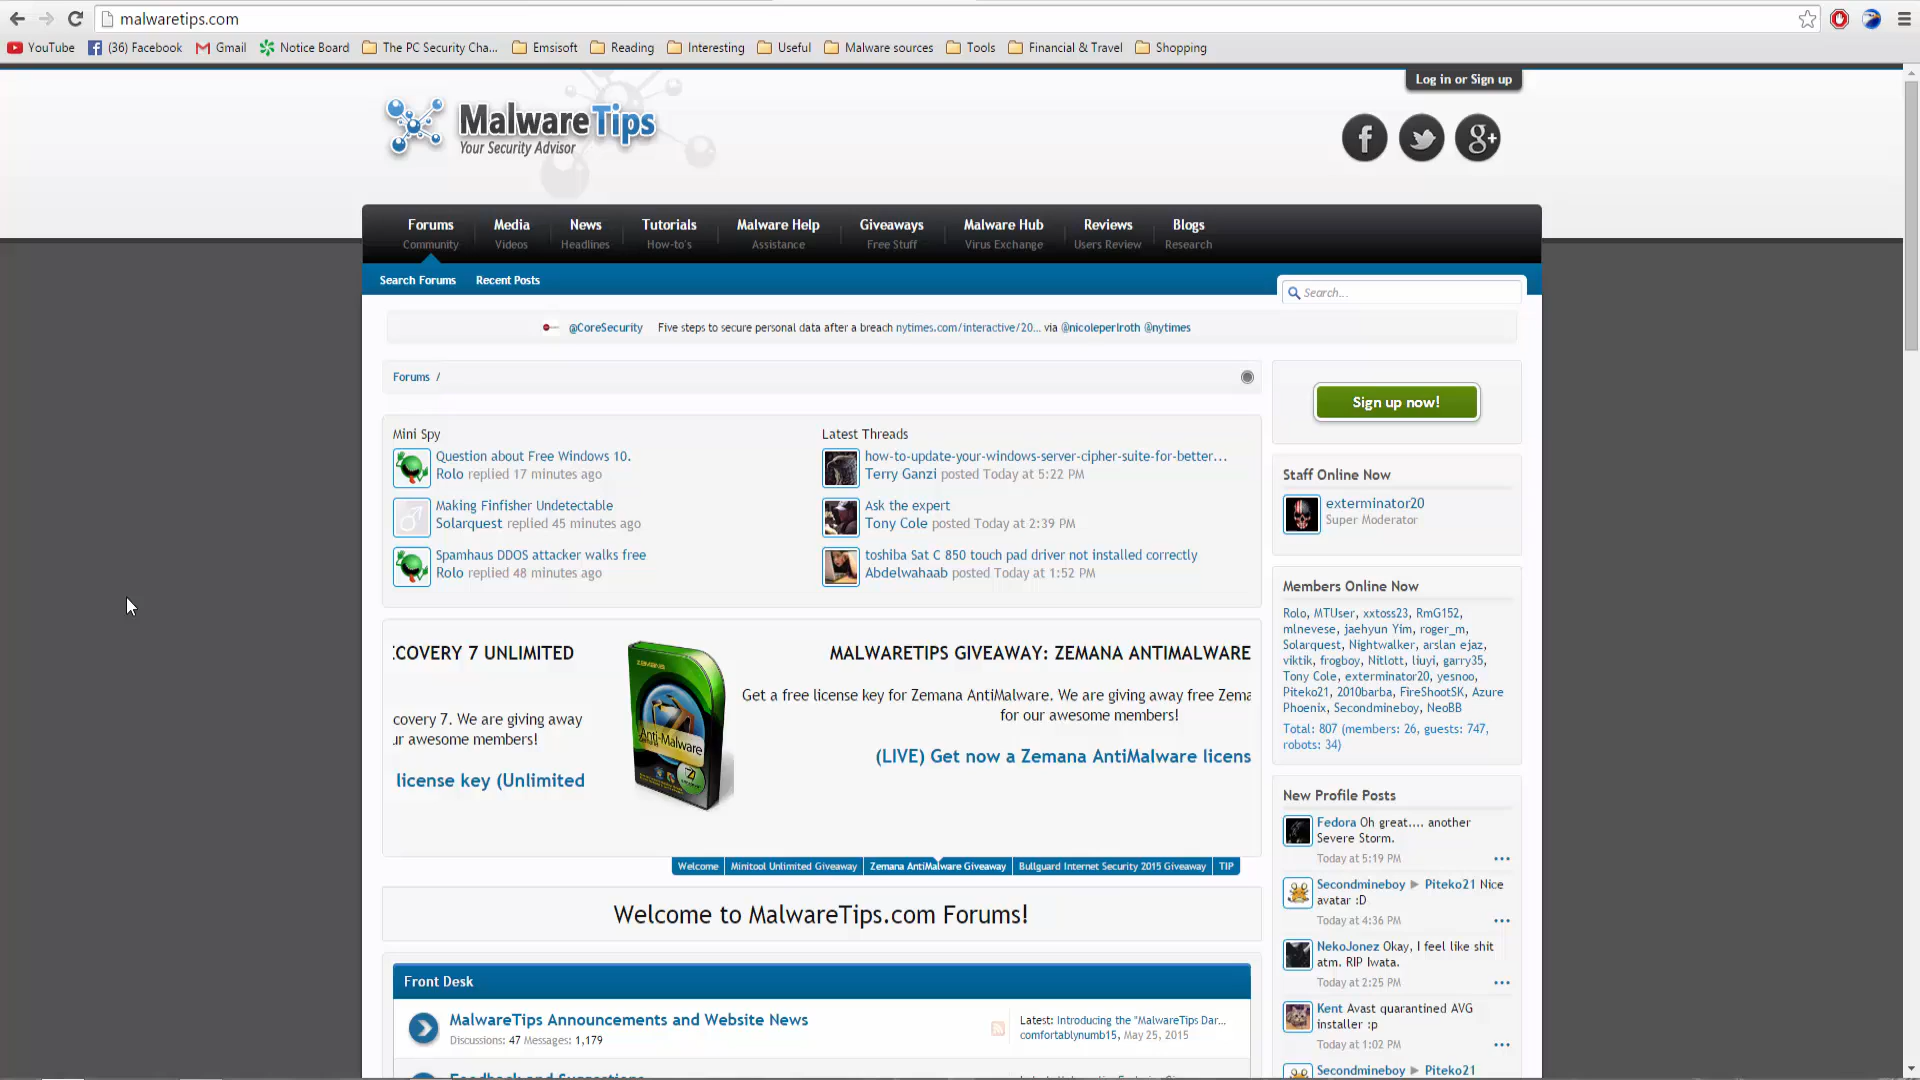 malwaretips.com
YouTube
(36) Facebook
Gmail
Notice Board
The PC Security Cha...
Emsisoft
Reading
Interesting
Useful
Malware sources
Tools
Financial & Travel
Shopping
Log in or Sign up
MalwareTips
Your Security Advisor
f
g+
Forums
Community
Media
Videos
News
Headlines
Tutorials
How-to's
Malware Help
Assistance
Giveaways
Free Stuff
Malware Hub
Virus Exchange
Reviews
Users Review
Blogs
Research
Search Forums
Recent Posts
Search...
@CoreSecurity Five steps to secure personal data after a breach nytimes.com/interactive/20... via @nicoleperlroth @nytimes
Forums /
Mini Spy
Question about Free Windows 10.
Rolo replied 17 minutes ago
Making Finfisher Undetectable
Solarquest replied 45 minutes ago
Spamhaus DDOS attacker walks free
Rolo replied 48 minutes ago
Latest Threads
how-to-update-your-windows-server-cipher-suite-for-better...
Terry Ganzi posted Today at 5:22 PM
Ask the expert
Tony Cole posted Today at 2:39 PM
toshiba Sat C 850 touch pad driver not installed correctly
Abdelwahaab posted Today at 1:52 PM
COVERY 7 UNLIMITED
covery 7. We are giving away
ur awesome members!
license key (Unlimited
ZEMANA
Anti-Malware
MALWARETIPS GIVEAWAY: ZEMANA ANTIMALWARE
Get a free license key for Zemana AntiMalware. We are giving away free Zema
for our awesome members!
(LIVE) Get now a Zemana AntiMalware licens
Welcome
Minitool Unlimited Giveaway
Zemana AntiMalware Giveaway
Bullguard Internet Security 2015 Giveaway
TIP
Welcome to MalwareTips.com Forums!
Front Desk
MalwareTips Announcements and Website News
Discussions: 47 Messages: 1,179
Latest: Introducing the "MalwareTips Dar...
comfortablynumb15, May 25, 2015
Feedback and Suggestions
Sign up now!
Staff Online Now
exterminator20
Super Moderator
Members Online Now
Rolo, MTUser, xxtoss23, RmG152,
mlnevese, jaehyun Yim, roger_m,
Solarquest, Nightwalker, arslan ejaz,
viktik, frogboy, Nitlott, liuyi, garry35,
Tony Cole, exterminator20, yesnoo,
Piteko21, 2010barba, FireShootSK, Azure
Phoenix, Secondmineboy, NeoBB
Total: 807 (members: 26, guests: 747,
robots: 34)
New Profile Posts
Fedora Oh great.... another
Severe Storm.
Today at 5:19 PM
Secondmineboy ► Piteko21 Nice
avatar :D
Today at 4:36 PM
NekoJonez Okay, I feel like shit
atm. RIP Iwata.
Today at 2:25 PM
Kent Avast quarantined AVG
installer :p
Today at 1:02 PM
Secondmineboy ► Piteko21